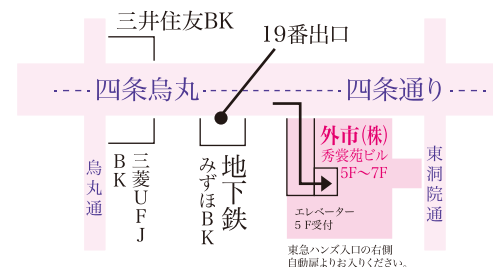 三井住友BK
19番出口
四条烏丸
四条通り
烏丸通
三菱UFJ
BK
地下鉄
みずほBK
外市(株)
秀裳苑ビル
5F〜7F
エレベーター
5F受付
東洞院通
東急ハンズ入口の右側
自動扉よりお入りください。